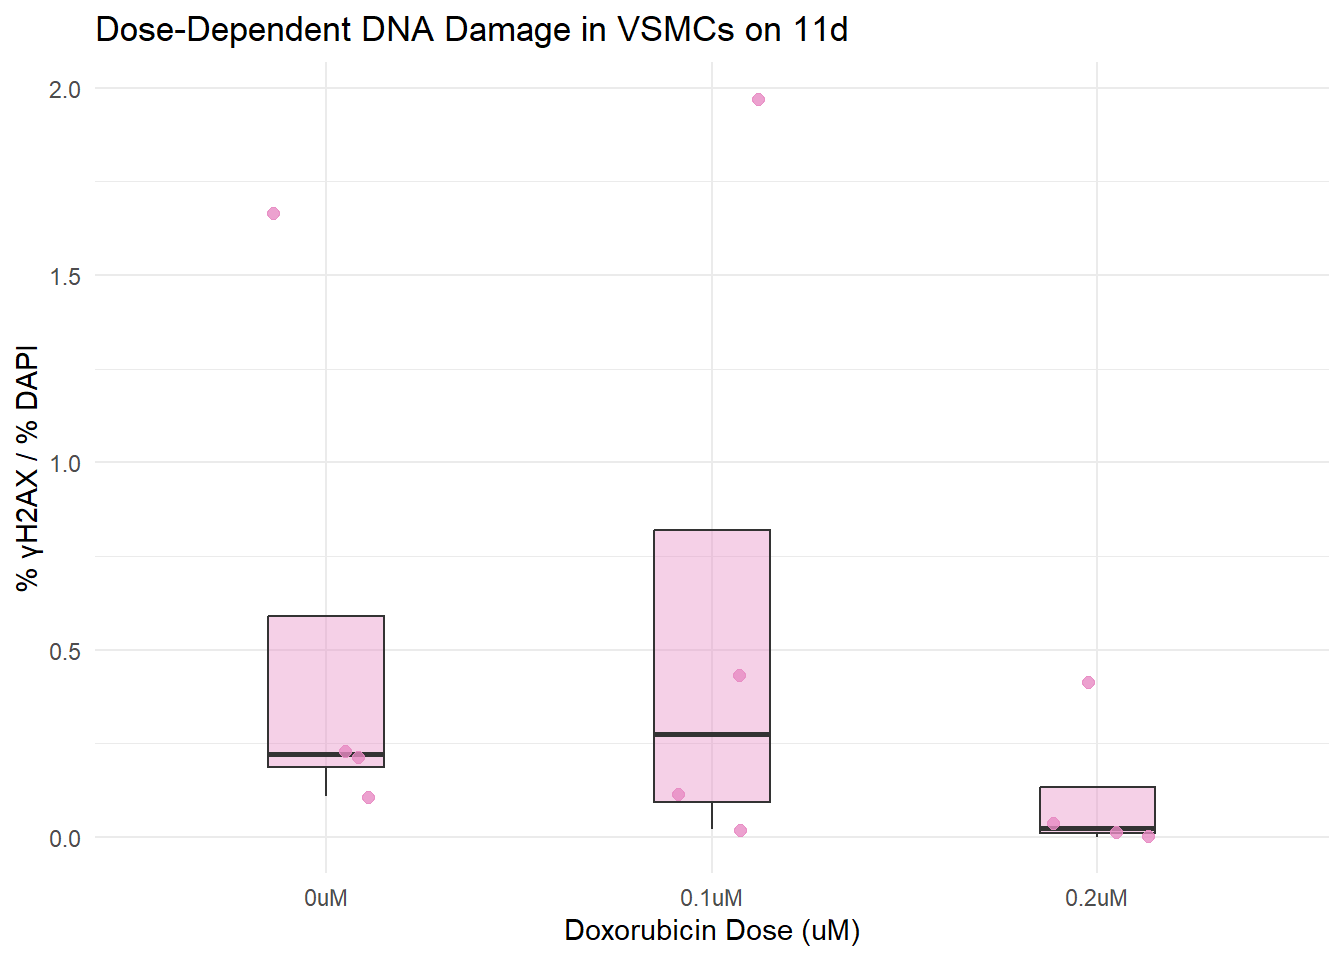 Dose-Dependent DNA Damage in VSMCs on 11d
2.0
1.5
1.0
0.5
0.0
% γH2AX / % DAPI
0uM
0.1uM
0.2uM
Doxorubicin Dose (uM)